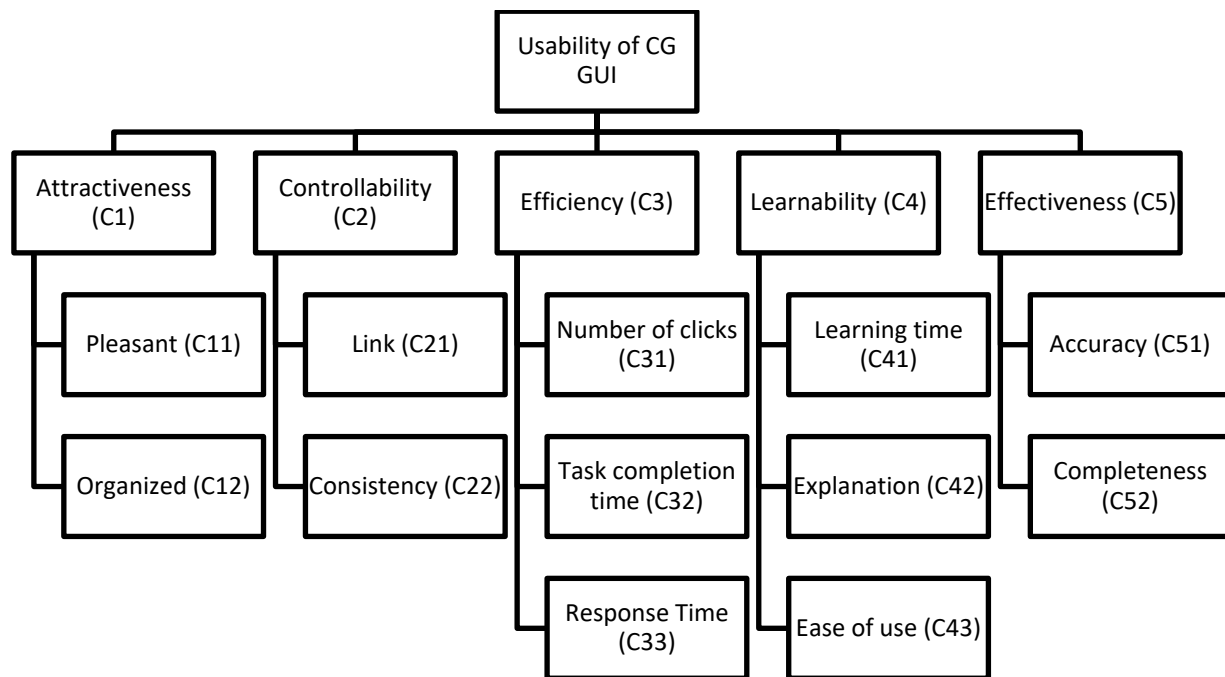 Usability of CG
GUI
Attractiveness
(C1)
Controllability
(C2)
Efficiency (C3)
Learnability (C4)
Effectiveness (C5)
Pleasant (C11)
Link (C21)
Number of clicks
(C31)
Learning time
(C41)
Accuracy (C51)
Organized (C12)
Consistency (C22)
Task completion
time (C32)
Explanation (C42)
Completeness
(C52)
Response Time
(C33)
Ease of use (C43)